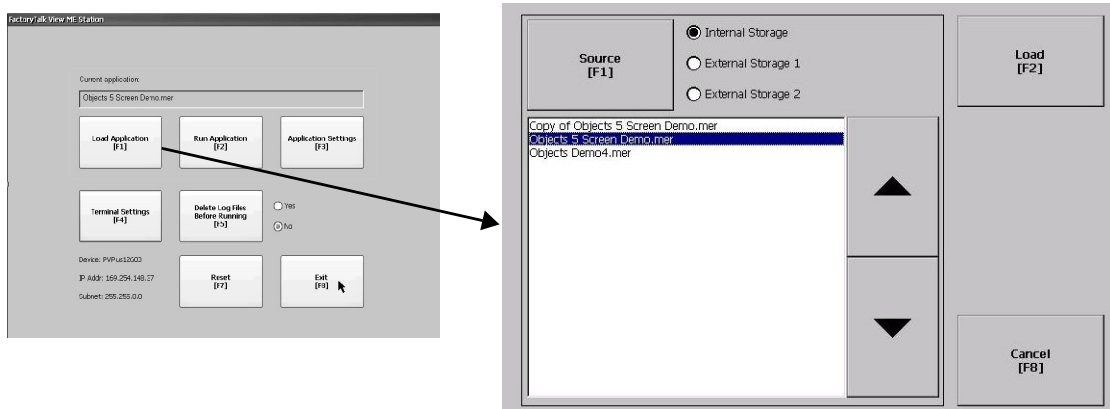 FactoryTalk View ME Station
Current application:
Objects 5 Screen Demo.mer
Load Application
[F1]
Run Application
[F2]
Application Settings
[F3]
Terminal Settings
[F4]
Delete Log Files
Before Running
[F5]
Yes
No
Device: PVPlus1200
IP Addr: 169.254.148.37
Subnet: 255.255.0.0
Reset
[F7]
Exit
[F8]
Source
[F1]
Internal Storage
External Storage 1
External Storage 2
Load
[F2]
Copy of Objects 5 Screen Demo.mer
Objects 5 Screen Demo.mer
Objects Demo4.mer
Cancel
[F8]